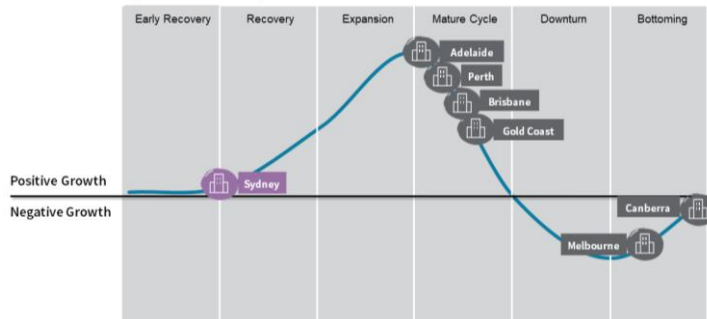 Early Recovery
Recovery
Expansion
Mature Cycle
Downturn
Bottoming
Adelaide
Perth
Brisbane
Gold Coast
Sydney
Positive Growth
Negative Growth
Canberra
Melbourne